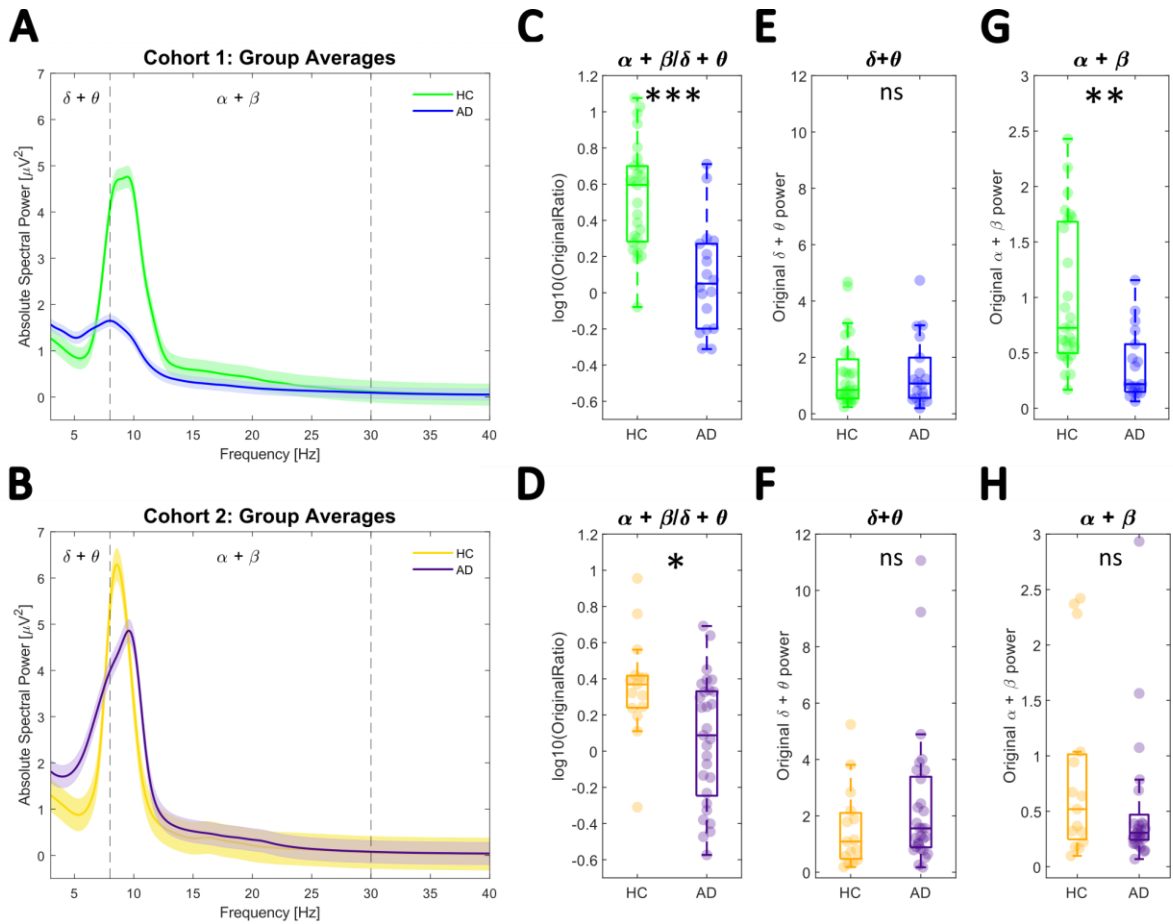 A
Cohort 1: Group Averages
Absolute Spectral Power [μV²]
7
6
5
4
3
2
1
0
δ + θ
α + β
HC
AD
5
10
15
20
25
30
35
40
Frequency [Hz]
C
α + β/δ + θ
***
log10(OriginalRatio)
1.2
1
0.8
0.6
0.4
0.2
0
-0.2
-0.4
-0.6
HC
AD
E
δ+θ
ns
Original δ + θ power
12
10
8
6
4
2
0
HC
AD
G
α + β
**
Original α + β power
3
2.5
2
1.5
1
0.5
0
HC
AD
B
Cohort 2: Group Averages
Absolute Spectral Power [μV²]
7
6
5
4
3
2
1
0
δ + θ
α + β
HC
AD
5
10
15
20
25
30
35
40
Frequency [Hz]
D
α + β/δ + θ
*
log10(OriginalRatio)
1.2
1
0.8
0.6
0.4
0.2
0
-0.2
-0.4
-0.6
HC
AD
F
δ+θ
ns
Original δ + θ power
12
10
8
6
4
2
0
HC
AD
H
α + β
ns
Original α + β power
3
2.5
2
1.5
1
0.5
0
HC
AD